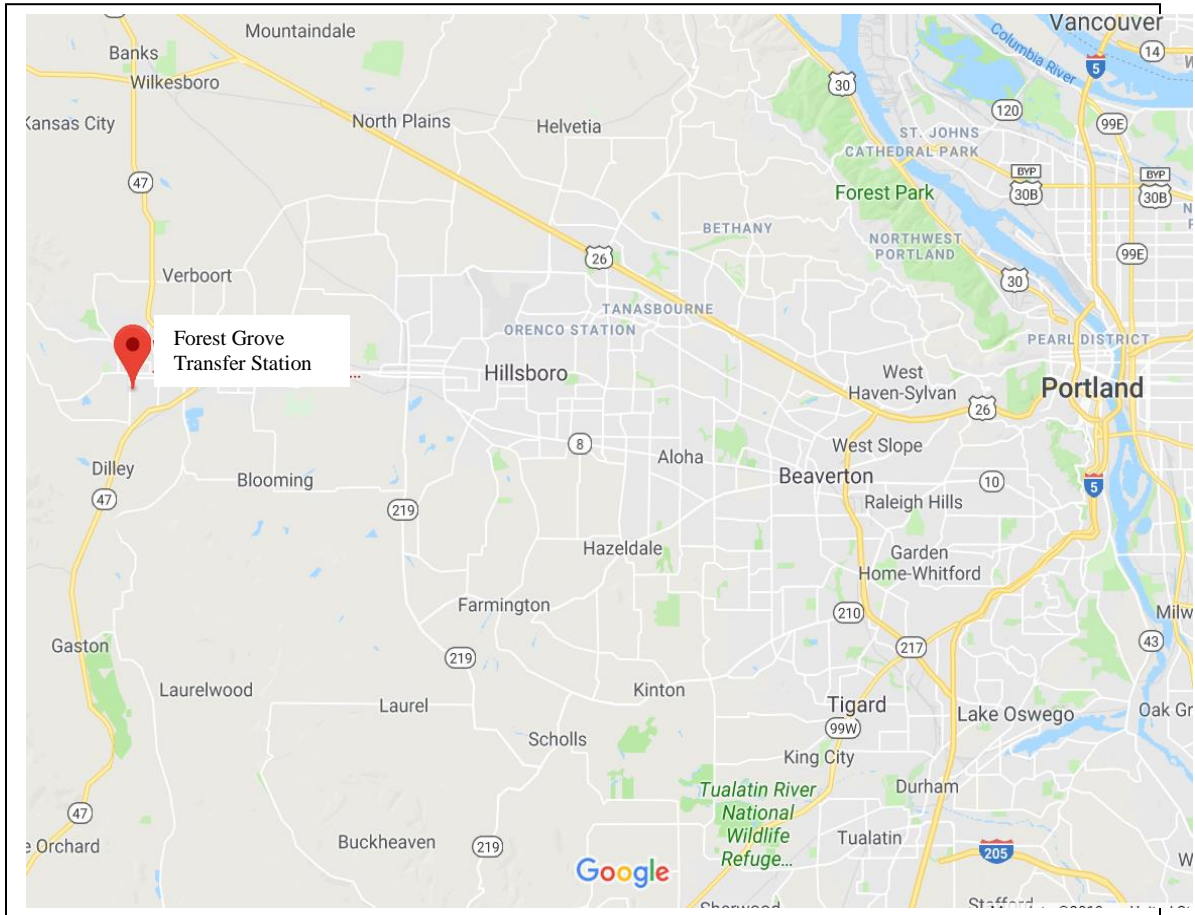 Vancouver
Mountaindale
Banks
Columbia River
14
5
Wilkesboro
30
120
99E
Kansas City
North Plains
Helvetia
ST. JOHNS
CATHEDRAL PARK
BYP
30B
BYP
30B
47
Forest Park
BETHANY
NORTHWEST
PORTLAND
99E
26
Verboort
30
TANASBOURNE
ORENCO STATION
Forest Grove
Transfer Station
PEARL DISTRICT
Hillsboro
West
Haven-Sylvan
Portland
26
8
West Slope
Dilley
Aloha
Beaverton
Blooming
10
5
47
Raleigh Hills
219
Hazeldale
Garden
Home-Whitford
Farmington
210
Milw
43
Gaston
217
219
Laurelwood
Kinton
Laurel
Tigard
Lake Oswego
Oak Gr
99W
Scholls
King City
Durham
Tualatin River
National
Wildlife
Refuge...
47
Tualatin
e Orchard
Buckheaven
219
205
W
Google
Sherwood
Stafford